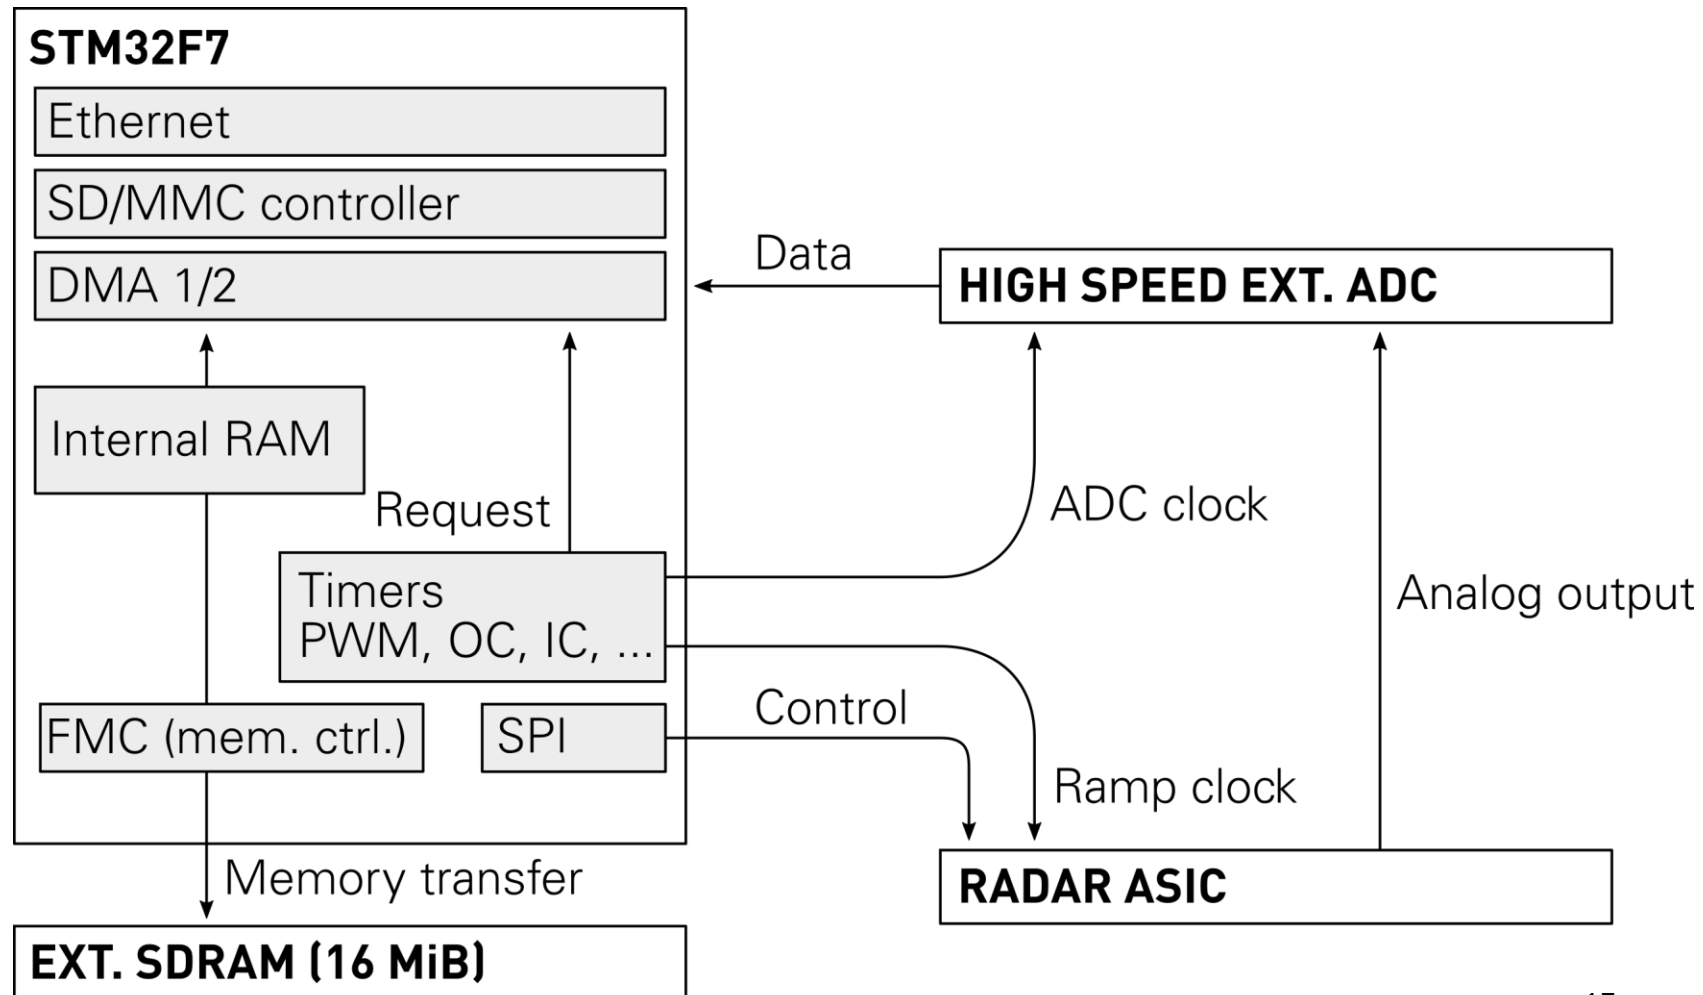 STM32F7
Ethernet
SD/MMC controller
DMA 1/2
Internal RAM
Request
Timers
PWM, OC, IC, ...
FMC (mem. ctrl.)
SPI
Memory transfer
EXT. SDRAM (16 MiB)
Data
HIGH SPEED EXT. ADC
ADC clock
Analog output
Control
Ramp clock
RADAR ASIC